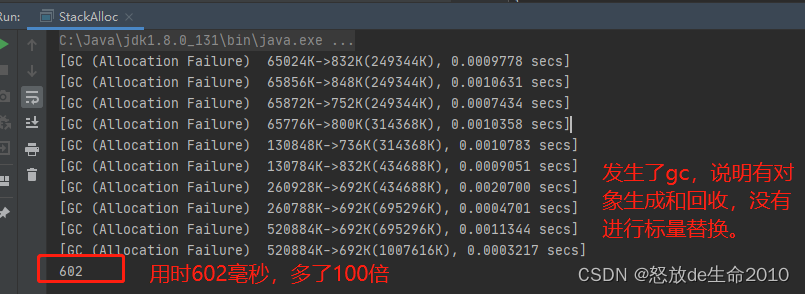 Run: StackAlloc ×
C:\Java\jdk1.8.0_131\bin\java.exe ...
[GC (Allocation Failure)  65024K->832K(249344K), 0.0009778 secs]
[GC (Allocation Failure)  65856K->848K(249344K), 0.0010631 secs]
[GC (Allocation Failure)  65872K->752K(249344K), 0.0007434 secs]
[GC (Allocation Failure)  65776K->800K(314368K), 0.0010358 secs]
[GC (Allocation Failure)  130848K->736K(314368K), 0.0010783 secs]
[GC (Allocation Failure)  130784K->832K(434688K), 0.0009051 secs]
[GC (Allocation Failure)  260928K->692K(434688K), 0.0020700 secs]
[GC (Allocation Failure)  260788K->692K(695296K), 0.0004701 secs]
[GC (Allocation Failure)  520884K->692K(695296K), 0.0011344 secs]
[GC (Allocation Failure)  520884K->692K(1007616K), 0.0003217 secs]
发生了gc，说明有对
象生成和回收，没有
进行标量替换。
602
用时602毫秒，多了100倍
CSDN @怒放de生命2010